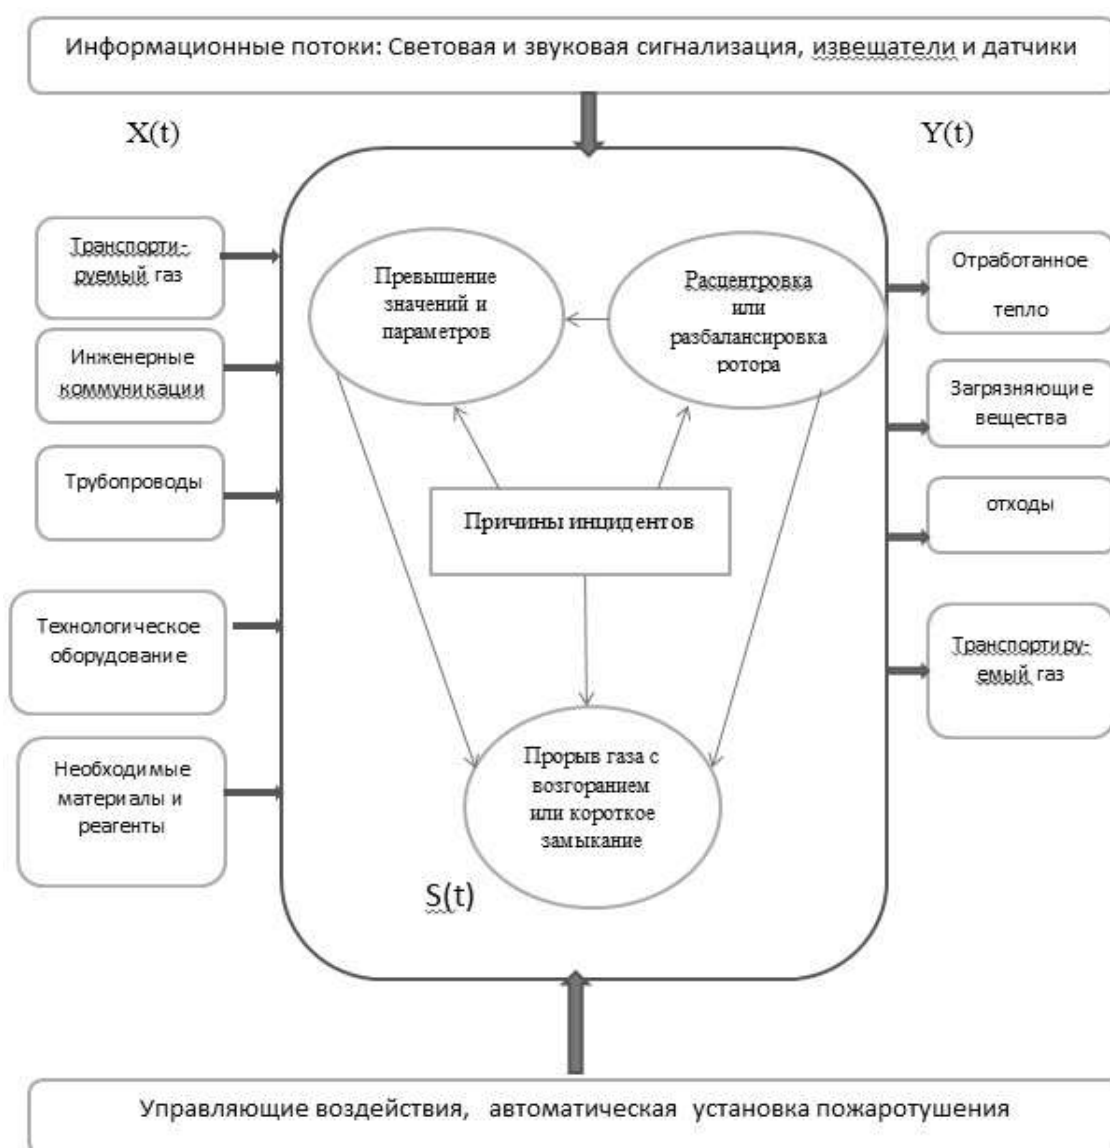 Информационные потоки: Световая и звуковая сигнализация, извещатели и датчики
X(t)
Y(t)
Транспорти-
руемый газ
Инженерные
коммуникации
Трубопроводы
Технологическое
оборудование
Необходимые
материалы и
реагенты
Превышение
значений и
параметров
Расцентровка
или
разбалансировка
ротора
Причины инцидентов
Прорыв газа с
возгоранием
или короткое
замыкание
S(t)
Отработанное
тепло
Загрязняющие
вещества
отходы
Транспортиру-
емый газ
Управляющие воздействия, автоматическая установка пожаротушения